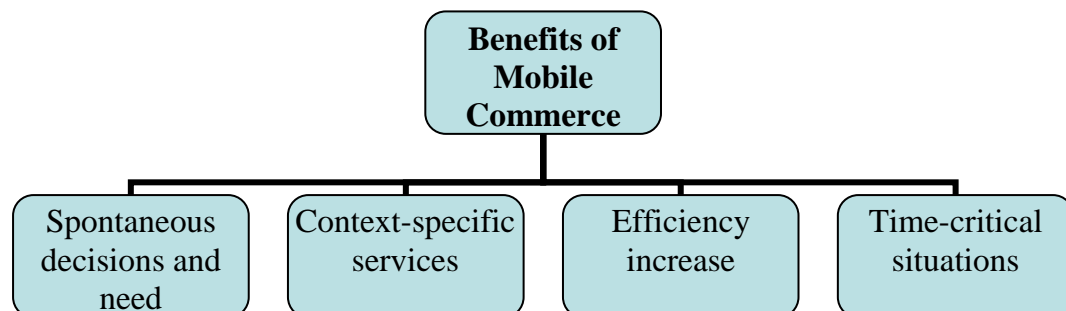 Benefits of
Mobile
Commerce
Spontaneous
decisions and
need
Context-specific
services
Efficiency
increase
Time-critical
situations